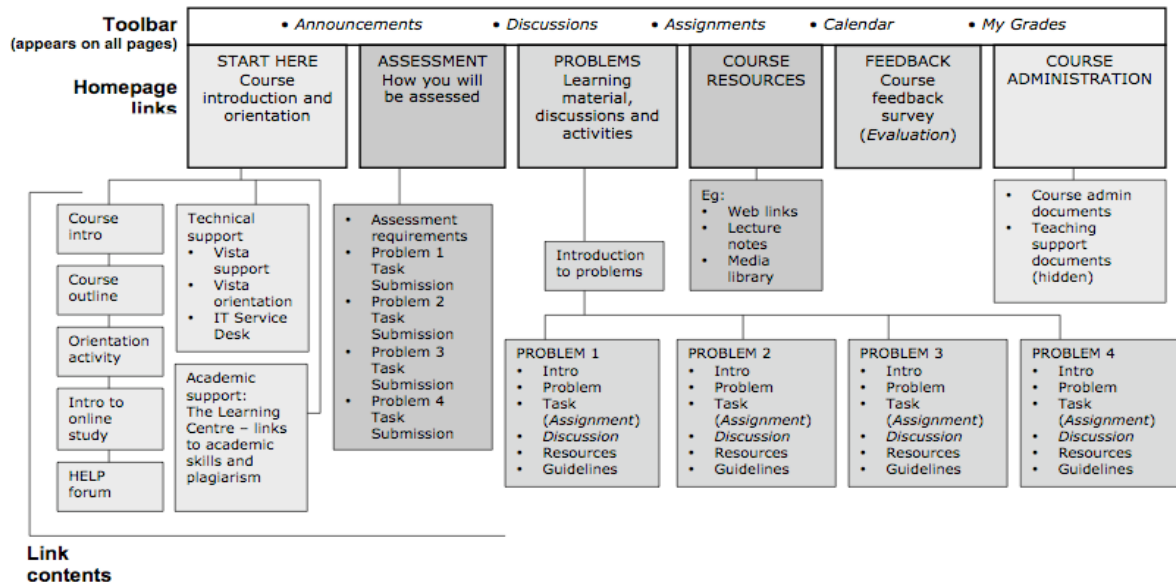 Toolbar
(appears on all pages)
• Announcements • Discussions • Assignments • Calendar • My Grades
Homepage
links
START HERE
Course
introduction and
orientation
ASSESSMENT
How you will
be assessed
PROBLEMS
Learning
material,
discussions and
activities
COURSE
RESOURCES
FEEDBACK
Course
feedback
survey
(Evaluation)
COURSE
ADMINISTRATION
Course
intro
Course
outline
Orientation
activity
Intro to
online
study
HELP
forum
Technical
support
• Vista
support
• Vista
orientation
• IT Service
Desk
Academic
support:
The Learning
Centre – links
to academic
skills and
plagiarism
• Assessment
requirements
• Problem 1
Task
Submission
• Problem 2
Task
Submission
• Problem 3
Task
Submission
• Problem 4
Task
Submission
Introduction
to problems
Eg:
• Web links
• Lecture
notes
• Media
library
• Course admin
documents
• Teaching
support
documents
(hidden)
PROBLEM 1
• Intro
• Problem
• Task
(Assignment)
• Discussion
• Resources
• Guidelines
PROBLEM 2
• Intro
• Problem
• Task
(Assignment)
• Discussion
• Resources
• Guidelines
PROBLEM 3
• Intro
• Problem
• Task
(Assignment)
• Discussion
• Resources
• Guidelines
PROBLEM 4
• Intro
• Problem
• Task
(Assignment)
• Discussion
• Resources
• Guidelines
Link
contents